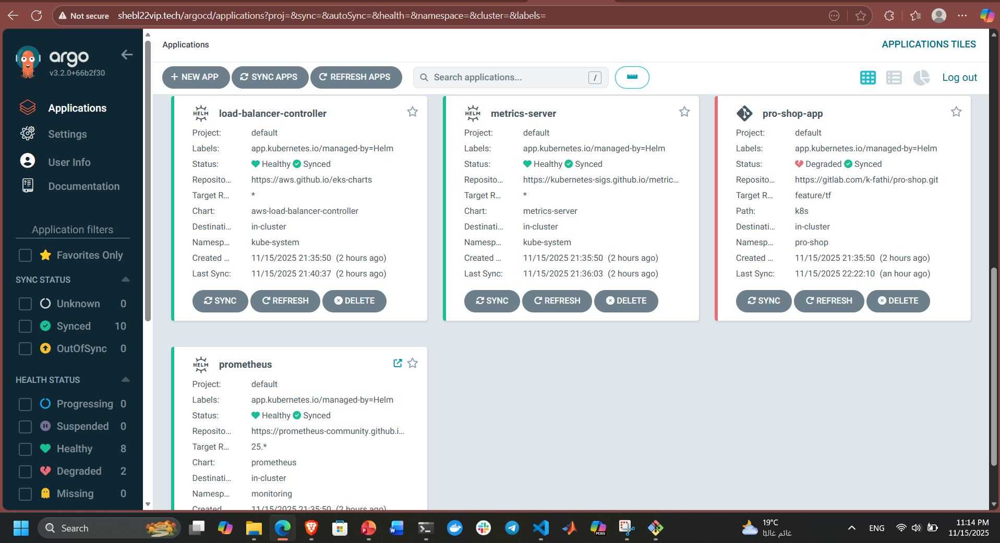 Not secure shebl22vip.tech/argocd/applications?proj=&sync=&autoSync=&health=&namespace=&cluster=&labels=
argo
v3.2.0+66b2f30
Applications
Settings
User Info
Documentation
Application filters
Favorites Only
SYNC STATUS
Unknown 0
Synced 10
OutOfSync 0
HEALTH STATUS
Progressing 0
Suspended 0
Healthy 8
Degraded 2
Missing 0
Applications
APPLICATIONS TILES
+ NEW APP
SYNC APPS
REFRESH APPS
Search applications...
/
Log out
HELM
load-balancer-controller
Project: default
Labels: app.kubernetes.io/managed-by=Helm
Status: Healthy Synced
Reposito... https://aws.github.io/eks-charts
Target R... *
Chart: aws-load-balancer-controller
Destinati... in-cluster
Namesp... kube-system
Created ... 11/15/2025 21:35:50 (2 hours ago)
Last Sync: 11/15/2025 21:40:37 (2 hours ago)
SYNC REFRESH DELETE
HELM
metrics-server
Project: default
Labels: app.kubernetes.io/managed-by=Helm
Status: Healthy Synced
Reposito... https://kubernetes-sigs.github.io/metric...
Target R... *
Chart: metrics-server
Destinati... in-cluster
Namesp... kube-system
Created ... 11/15/2025 21:35:50 (2 hours ago)
Last Sync: 11/15/2025 21:36:03 (2 hours ago)
SYNC REFRESH DELETE
pro-shop-app
Project: default
Labels: app.kubernetes.io/managed-by=Helm
Status: Degraded Synced
Reposito... https://gitlab.com/k-fathi/pro-shop.git
Target R... feature/tf
Path: k8s
Destinati... in-cluster
Namesp... pro-shop
Created ... 11/15/2025 21:35:50 (2 hours ago)
Last Sync: 11/15/2025 22:22:10 (an hour ago)
SYNC REFRESH DELETE
HELM
prometheus
Project: default
Labels: app.kubernetes.io/managed-by=Helm
Status: Healthy Synced
Reposito... https://prometheus-community.github.i...
Target R... 25.*
Chart: prometheus
Destinati... in-cluster
Namesp... monitoring
Created 11/15/2025 21:35:50 (2 hours ago)
Search
M365
19°C
غائم غالبًا
ENG
11:14 PM
11/15/2025